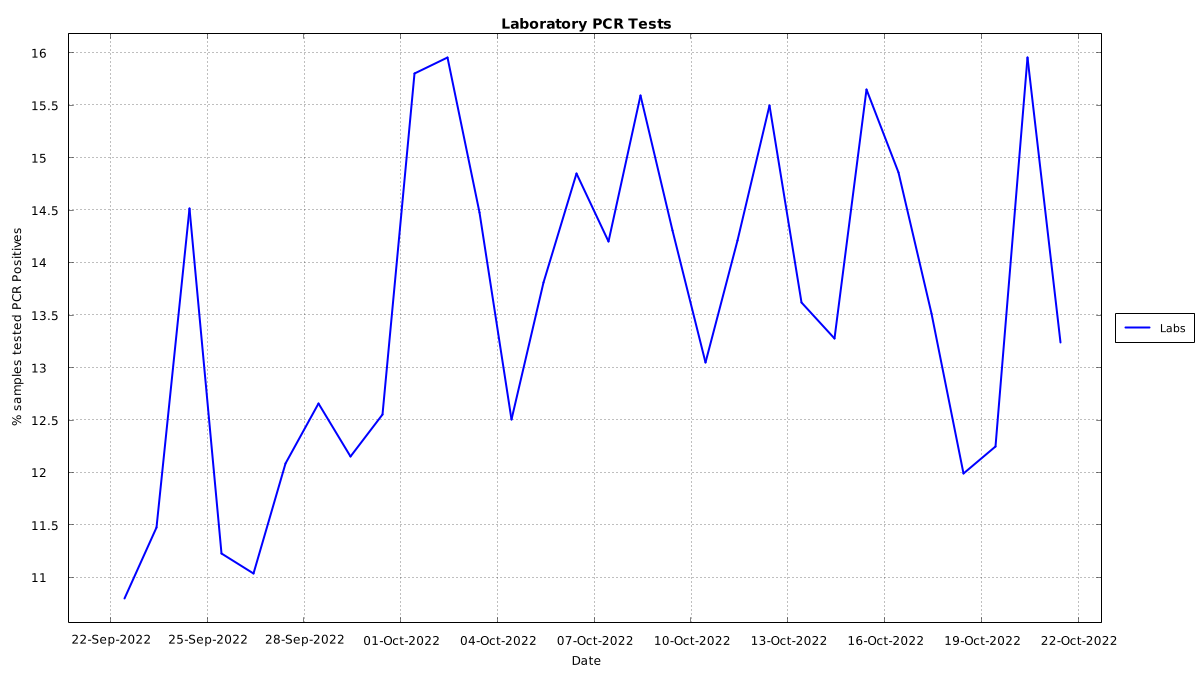 Laboratory PCR Tests
16
15.5
15
14.5
14
13.5
13
12.5
12
11.5
11
% samples tested PCR Positives
22-Sep-2022 25-Sep-2022 28-Sep-2022 01-Oct-2022 04-Oct-2022 07-Oct-2022 10-Oct-2022 13-Oct-2022 16-Oct-2022 19-Oct-2022 22-Oct-2022
Date
Labs